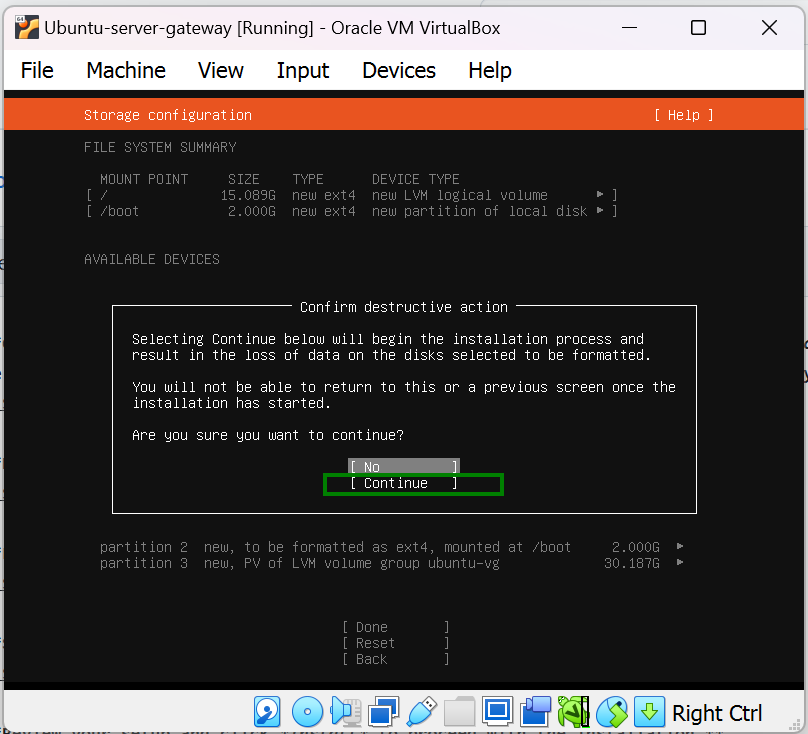 Ubuntu-server-gateway [Running] - Oracle VM VirtualBox
File Machine View Input Devices Help
Storage configuration [ Help ]
FILE SYSTEM SUMMARY
MOUNT POINT SIZE TYPE DEVICE TYPE
[ / 15.089G new ext4 new LVM logical volume ▸ ]
[ /boot 2.000G new ext4 new partition of local disk ▸ ]
AVAILABLE DEVICES
Confirm destructive action
Selecting Continue below will begin the installation process and
result in the loss of data on the disks selected to be formatted.
You will not be able to return to this or a previous screen once the
installation has started.
Are you sure you want to continue?
[ No ]
[ Continue ]
partition 2 new, to be formatted as ext4, mounted at /boot 2.000G ▸
partition 3 new, PV of LVM volume group ubuntu-vg 30.187G ▸
[ Done ]
[ Reset ]
[ Back ]
Right Ctrl